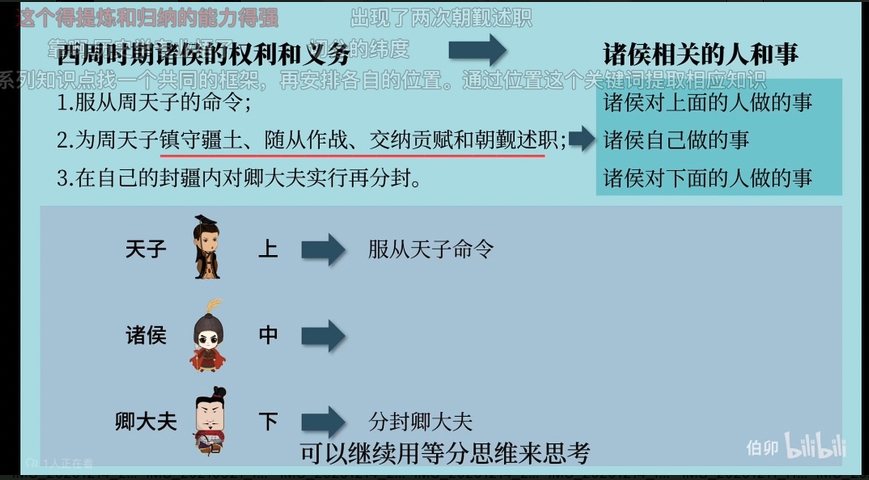 这个得提炼和归纳的能力得强
出现了两次朝觐述职
西周时期诸侯的权利和义务
的纬度
诸侯相关的人和事
系列知识点找一个共同的框架，再安排各自的位置。通过位置这个关键词提取相应知识
1.服从周天子的命令；
诸侯对上面的人做的事
2.为周天子镇守疆土、随从作战、交纳贡赋和朝觐述职；
诸侯自己做的事
3.在自己的封疆内对卿大夫实行再分封。
诸侯对下面的人做的事
天子
上
服从天子命令
诸侯
中
卿大夫
下
分封卿大夫
可以继续用等分思维来思考
伯卯 bilibili
1人正在看